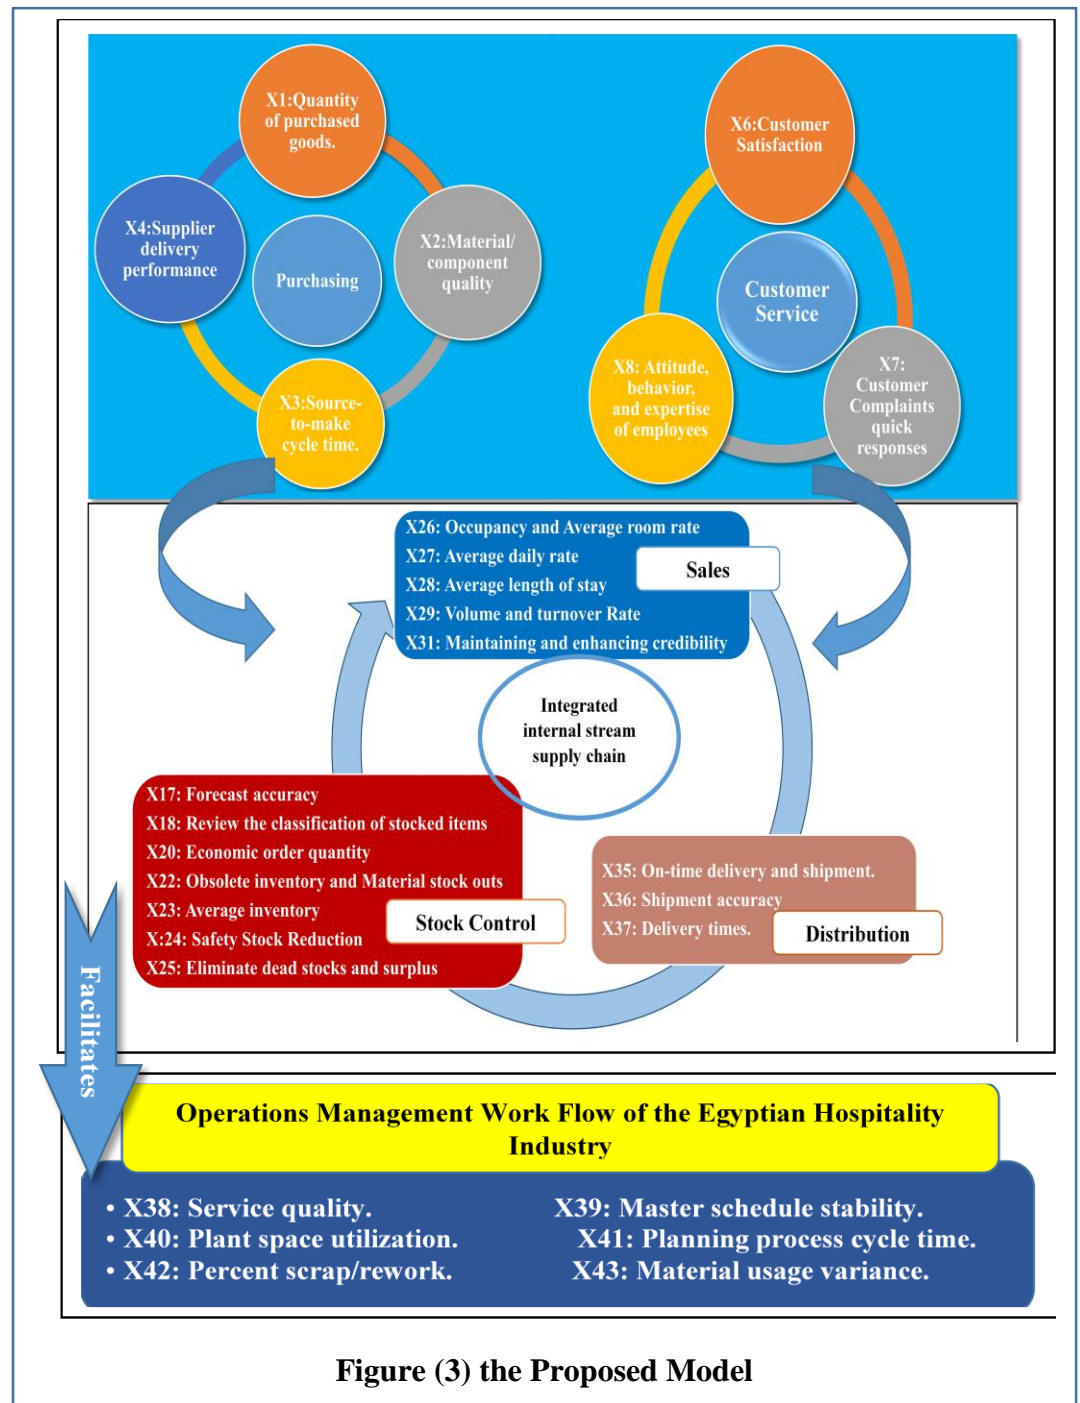 X1:Quantity
of purchased
goods.
X4:Supplier
delivery
performance
Purchasing
X2:Material/
component
quality
X3:Source-
to-make
cycle time.
X6:Customer
Satisfaction
Customer
Service
X8: Attitude,
behavior,
and expertise
of employees
X7:
Customer
Complaints
quick
responses
X26: Occupancy and Average room rate
X27: Average daily rate
X28: Average length of stay
X29: Volume and turnover Rate
X31: Maintaining and enhancing credibility
Sales
Integrated
internal stream
supply chain
X17: Forecast accuracy
X18: Review the classification of stocked items
X20: Economic order quantity
X22: Obsolete inventory and Material stock outs
X23: Average inventory
X:24: Safety Stock Reduction
X25: Eliminate dead stocks and surplus
Stock Control
X35: On-time delivery and shipment.
X36: Shipment accuracy
X37: Delivery times.
Distribution
Facilitates
Operations Management Work Flow of the Egyptian Hospitality
Industry
• X38: Service quality. X39: Master schedule stability.
• X40: Plant space utilization. X41: Planning process cycle time.
• X42: Percent scrap/rework. X43: Material usage variance.
Figure (3) the Proposed Model